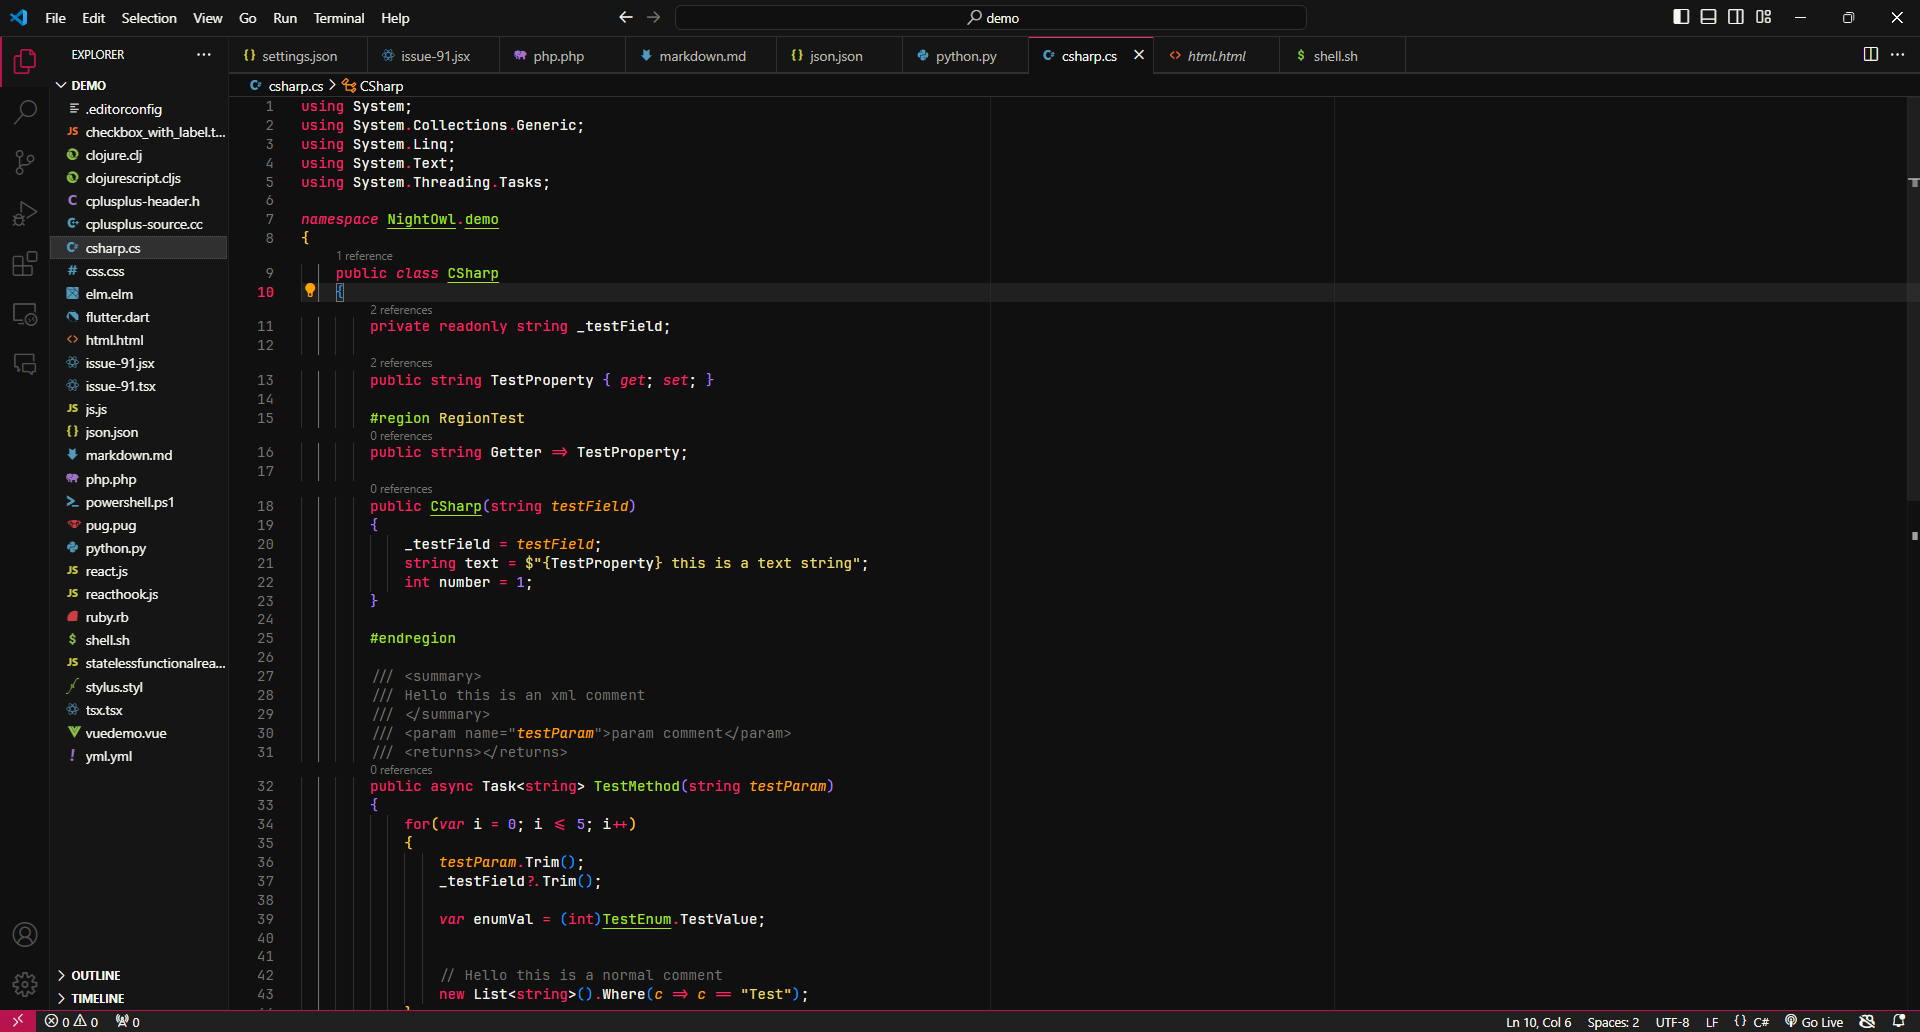 File Edit Selection View Go Run Terminal Help
demo
EXPLORER
settings.json
issue-91.jsx
php.php
markdown.md
json.json
python.py
csharp.cs
html.html
shell.sh
csharp.cs > CSharp
DEMO
.editorconfig
checkbox_with_label.t...
clojure.clj
clojurescript.cljs
cplusplus-header.h
cplusplus-source.cc
csharp.cs
css.css
elm.elm
flutter.dart
html.html
issue-91.jsx
issue-91.tsx
js.js
json.json
markdown.md
php.php
powershell.ps1
pug.pug
python.py
react.js
reacthook.js
ruby.rb
shell.sh
statelessfunctionalrea...
stylus.styl
tsx.tsx
vuedemo.vue
yml.yml
OUTLINE
TIMELINE
1 using System;
2 using System.Collections.Generic;
3 using System.Linq;
4 using System.Text;
5 using System.Threading.Tasks;
6
7 namespace NightOwl.demo
8 {
1 reference
9 public class CSharp
10 {
2 references
11 private readonly string _testField;
12
2 references
13 public string TestProperty { get; set; }
14
15 #region RegionTest
0 references
16 public string Getter => TestProperty;
17
0 references
18 public CSharp(string testField)
19 {
20 _testField = testField;
21 string text = $"{TestProperty} this is a text string";
22 int number = 1;
23 }
24
25 #endregion
26
27 /// <summary>
28 /// Hello this is an xml comment
29 /// </summary>
30 /// <param name="testParam">param comment</param>
31 /// <returns></returns>
0 references
32 public async Task<string> TestMethod(string testParam)
33 {
34 for(var i = 0; i <= 5; i++)
35 {
36 testParam.Trim();
37 _testField?.Trim();
38
39 var enumVal = (int)TestEnum.TestValue;
40
41
42 // Hello this is a normal comment
43 new List<string>().Where(c => c == "Test");
0 0 0
Ln 10, Col 6 Spaces: 2 UTF-8 LF {} C# Go Live